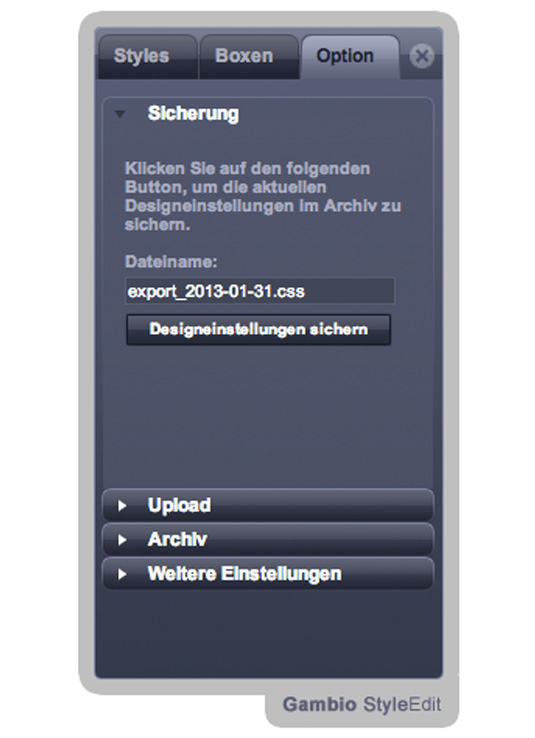 Styles Boxen Option
Sicherung
Klicken Sie auf den folgenden
Button, um die aktuellen
Designeinstellungen im Archiv zu
sichern.
Dateiname:
export_2013-01-31.css
Designeinstellungen sichern
Upload
Archiv
Weitere Einstellungen
Gambio StyleEdit